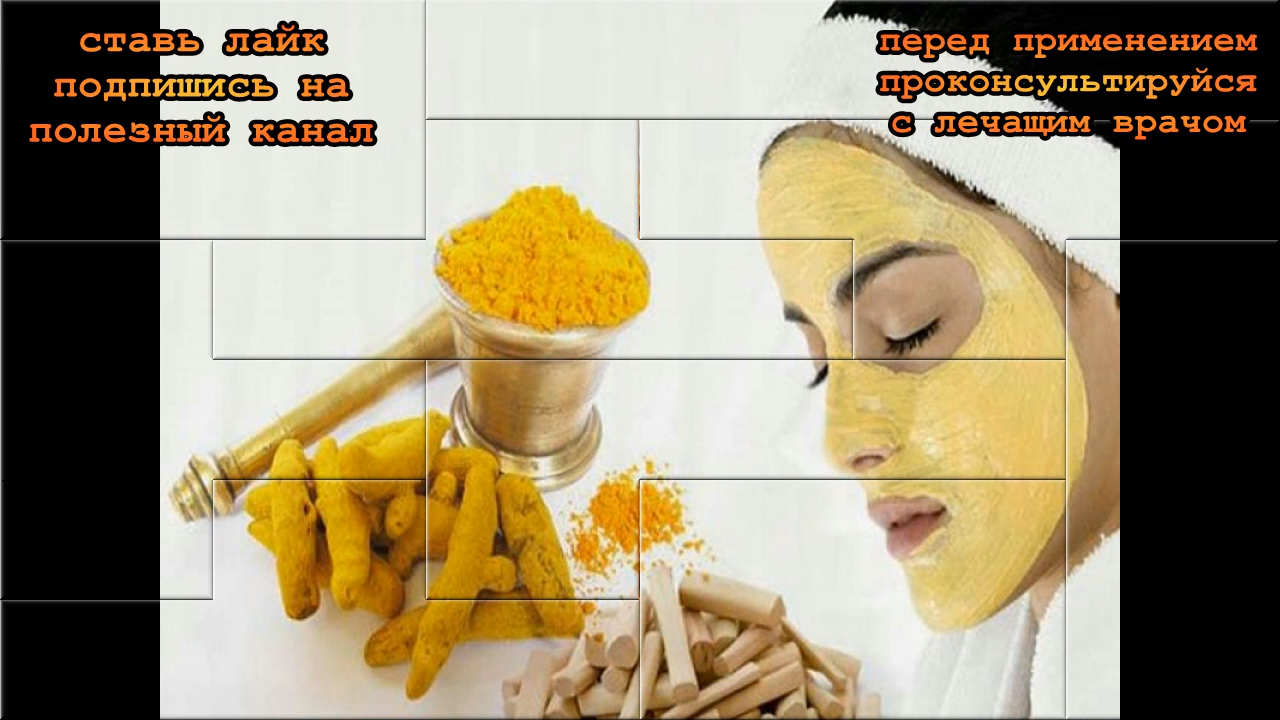 ставь лайк
подпишись на
полезный канал
перед применением
проконсультируйся
с лечащим врачом